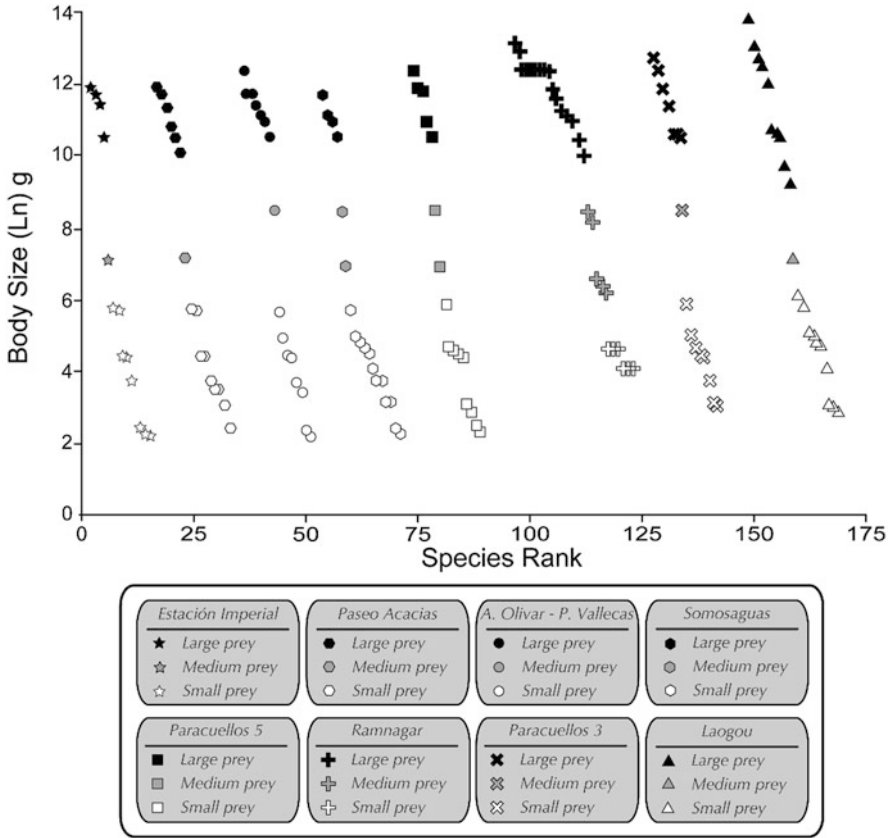 14
12
10
8
6
4
2
0
Body Size (Ln) g
0 25 50 75 100 125 150 175
Species Rank
Estación Imperial
Large prey
Medium prey
Small prey
Paseo Acacias
Large prey
Medium prey
Small prey
A. Olivar - P. Vallecas
Large prey
Medium prey
Small prey
Somosaguas
Large prey
Medium prey
Small prey
Paracuellos 5
Large prey
Medium prey
Small prey
Ramnagar
Large prey
Medium prey
Small prey
Paracuellos 3
Large prey
Medium prey
Small prey
Laogou
Large prey
Medium prey
Small prey